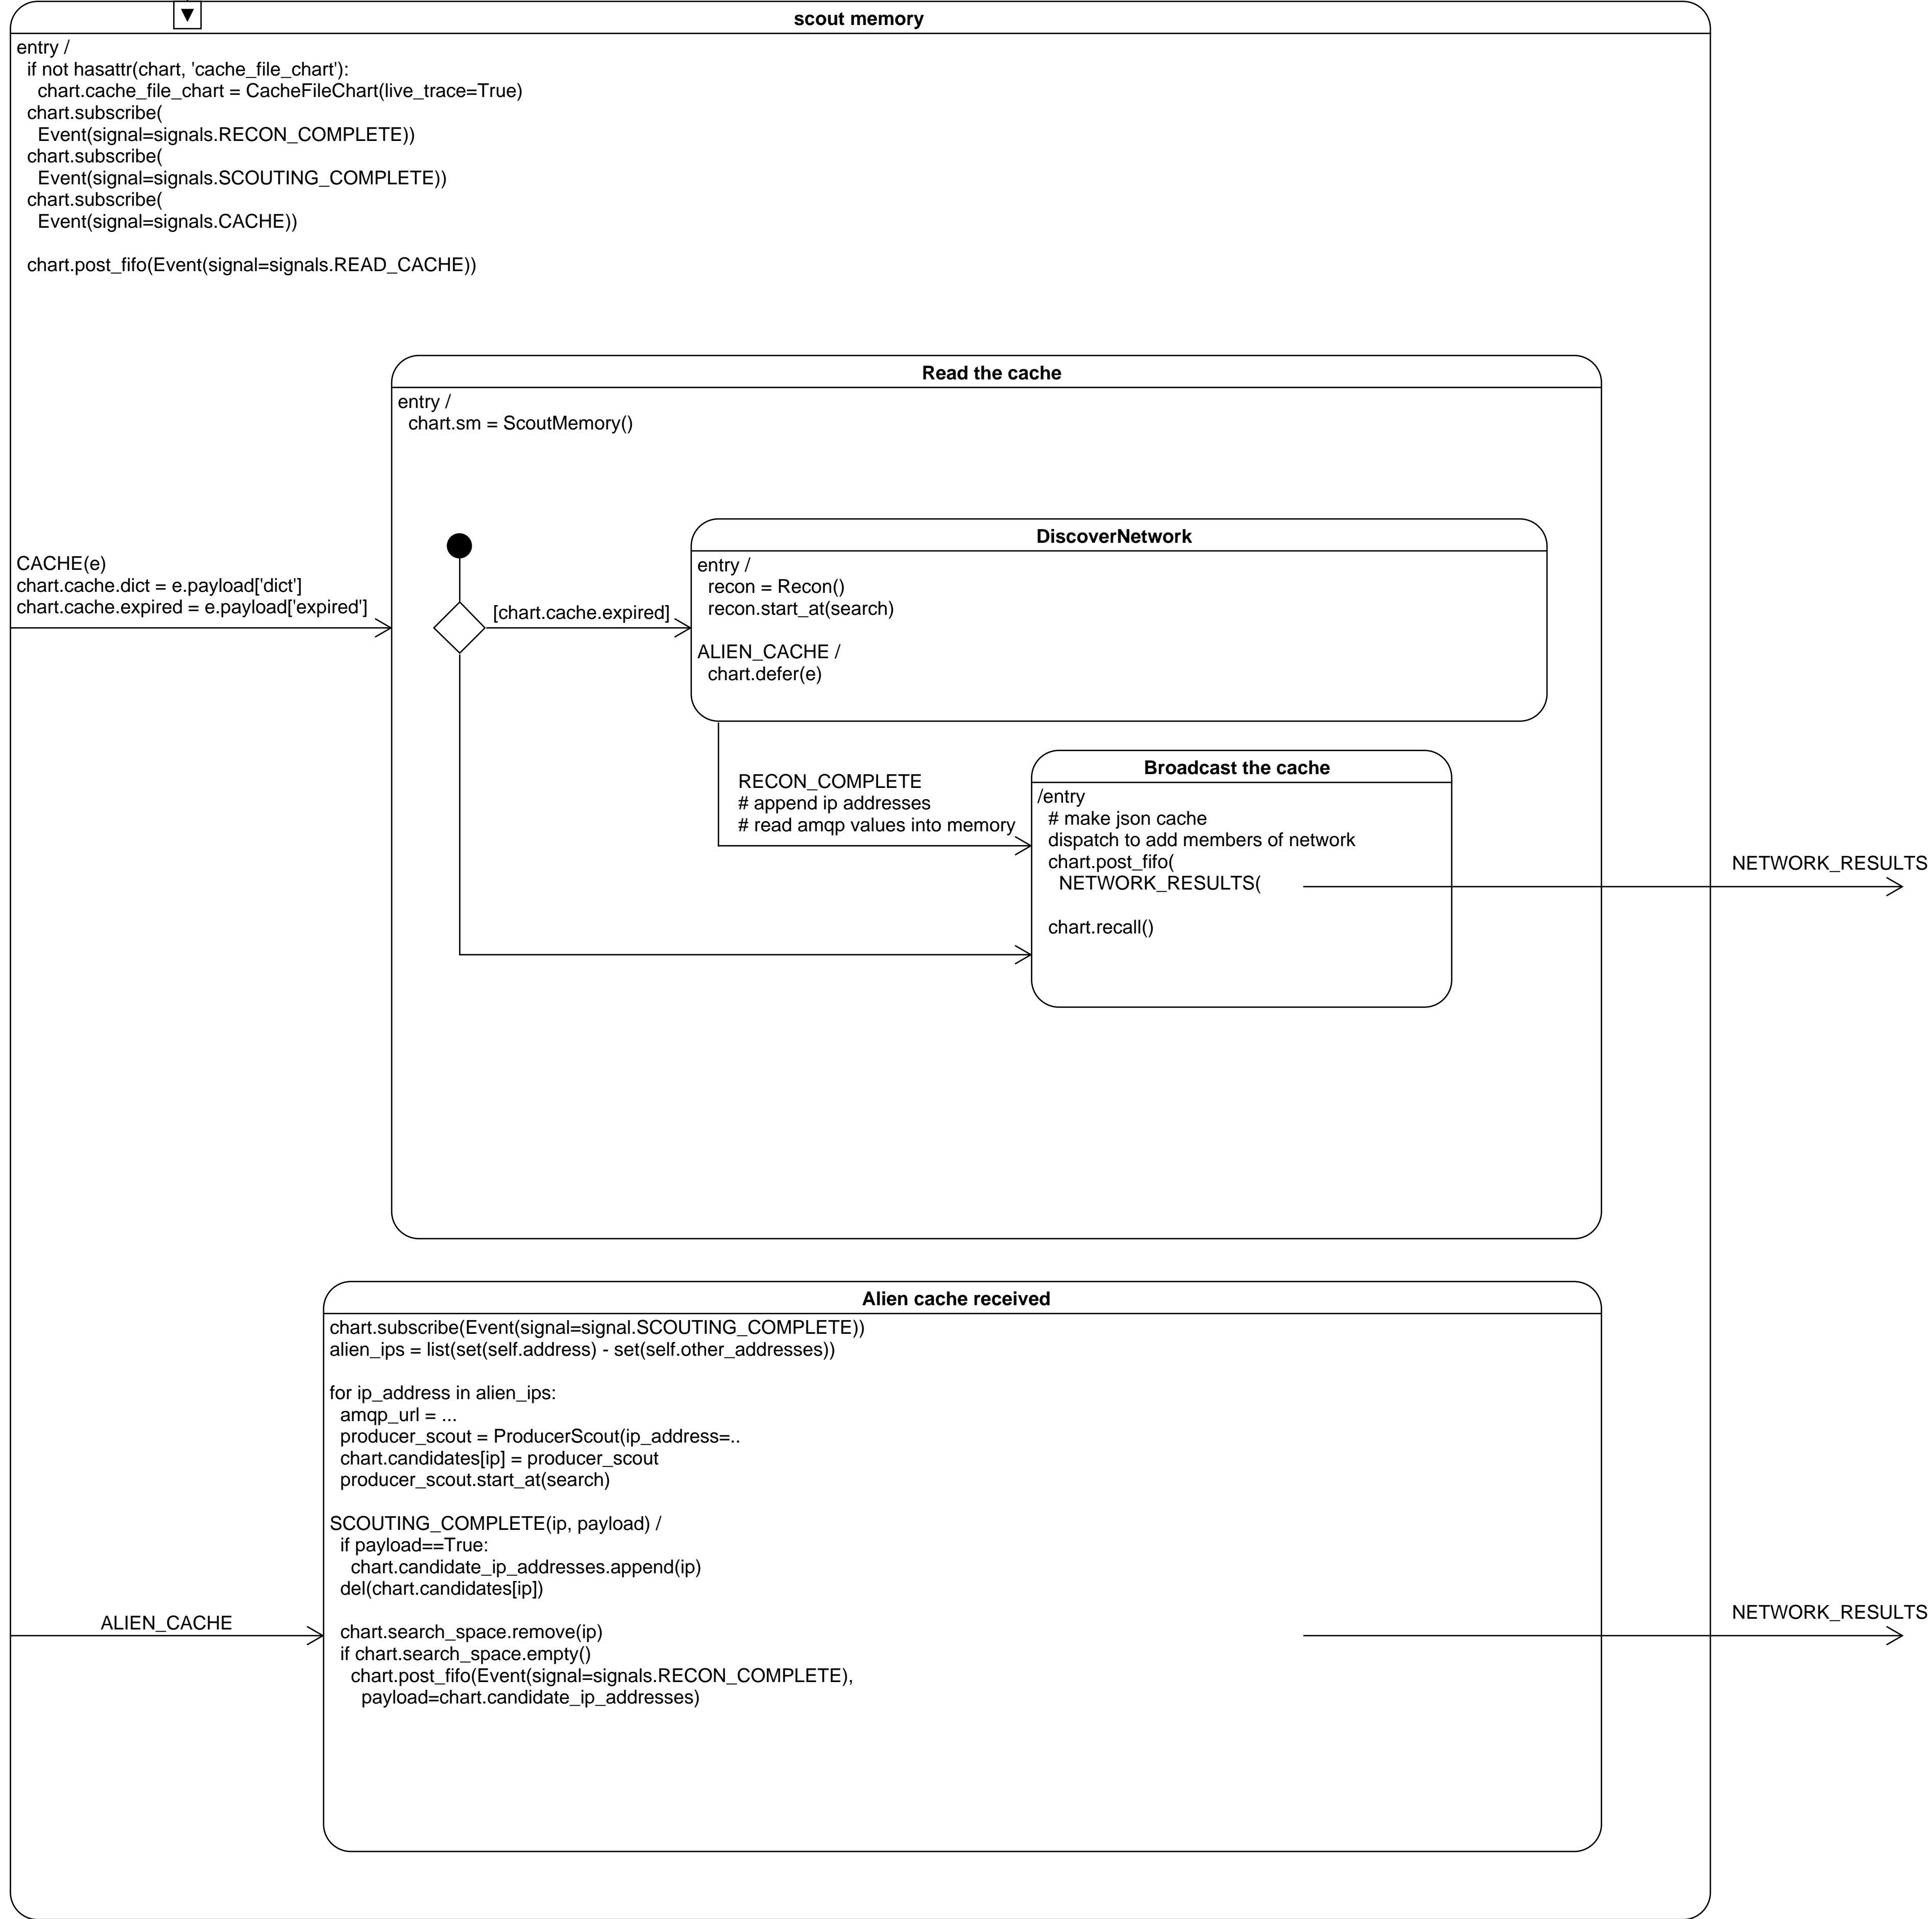 scout memory
entry /
if not hasattr(chart, 'cache_file_chart'):
chart.cache_file_chart = CacheFileChart(live_trace=True)
chart.subscribe(
Event(signal=signals.RECON_COMPLETE))
chart.subscribe(
Event(signal=signals.SCOUTING_COMPLETE))
chart.subscribe(
Event(signal=signals.CACHE))
chart.post_fifo(Event(signal=signals.READ_CACHE))
Read the cache
entry /
chart.sm = ScoutMemory()
CACHE(e)
chart.cache.dict = e.payload['dict']
chart.cache.expired = e.payload['expired']
[chart.cache.expired]
DiscoverNetwork
entry /
recon = Recon()
recon.start_at(search)
ALIEN_CACHE /
chart.defer(e)
RECON_COMPLETE
# append ip addresses
# read amqp values into memory
Broadcast the cache
/entry
# make json cache
dispatch to add members of network
chart.post_fifo(
NETWORK_RESULTS(
chart.recall()
NETWORK_RESULTS
Alien cache received
chart.subscribe(Event(signal=signal.SCOUTING_COMPLETE))
alien_ips = list(set(self.address) - set(self.other_addresses))
for ip_address in alien_ips:
amqp_url = ...
producer_scout = ProducerScout(ip_address=..
chart.candidates[ip] = producer_scout
producer_scout.start_at(search)
SCOUTING_COMPLETE(ip, payload) /
if payload==True:
chart.candidate_ip_addresses.append(ip)
del(chart.candidates[ip])
chart.search_space.remove(ip)
if chart.search_space.empty()
chart.post_fifo(Event(signal=signals.RECON_COMPLETE),
payload=chart.candidate_ip_addresses)
ALIEN_CACHE
NETWORK_RESULTS